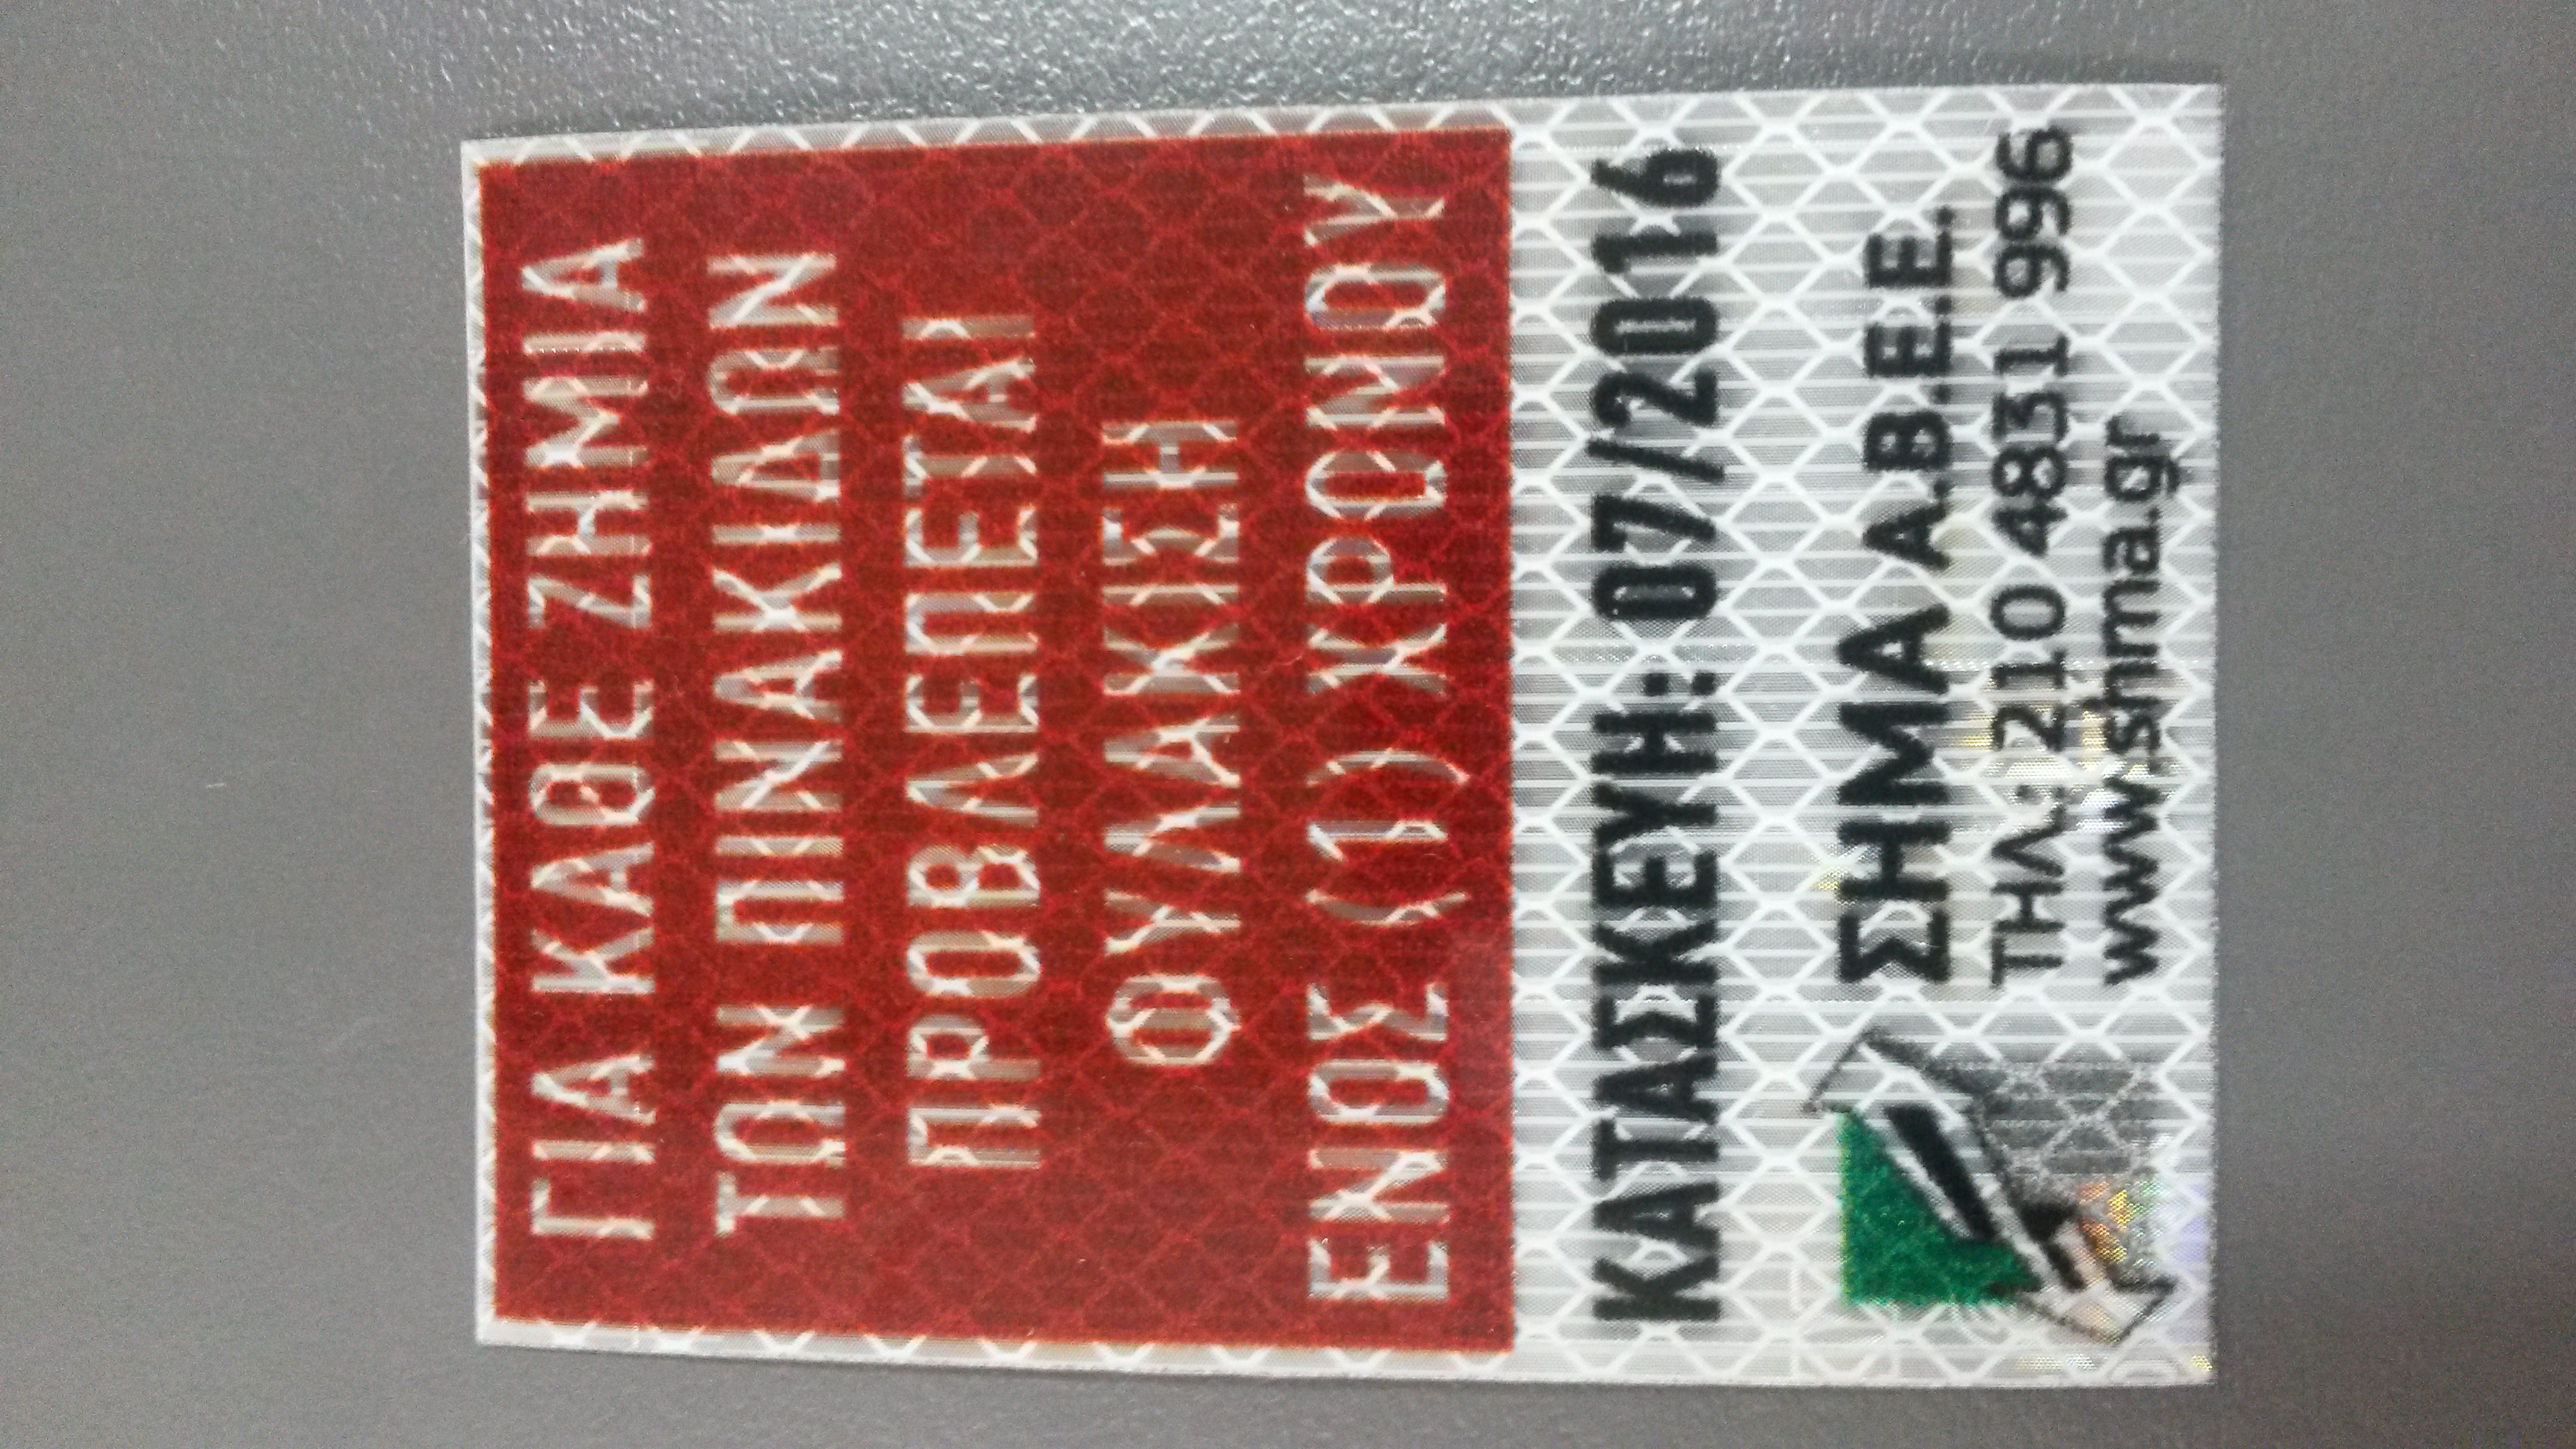 ΓΙΑ ΚΑΘΕ ΖΗΜΙΑ
ΤΩΝ ΠΙΝΑΚΙΔΩΝ
ΠΡΟΒΛΕΠΕΤΑΙ
ΦΥΛΑΚΙΣΗ
ΕΝΟΣ (1) ΧΡΟΝΟΥ
ΚΑΤΑΣΚΕΥΗ: 07/2016
ΣΗΜΑ Α.Β.Ε.Ε.
ΤΗΛ: 210 4831 996
www.shma.gr